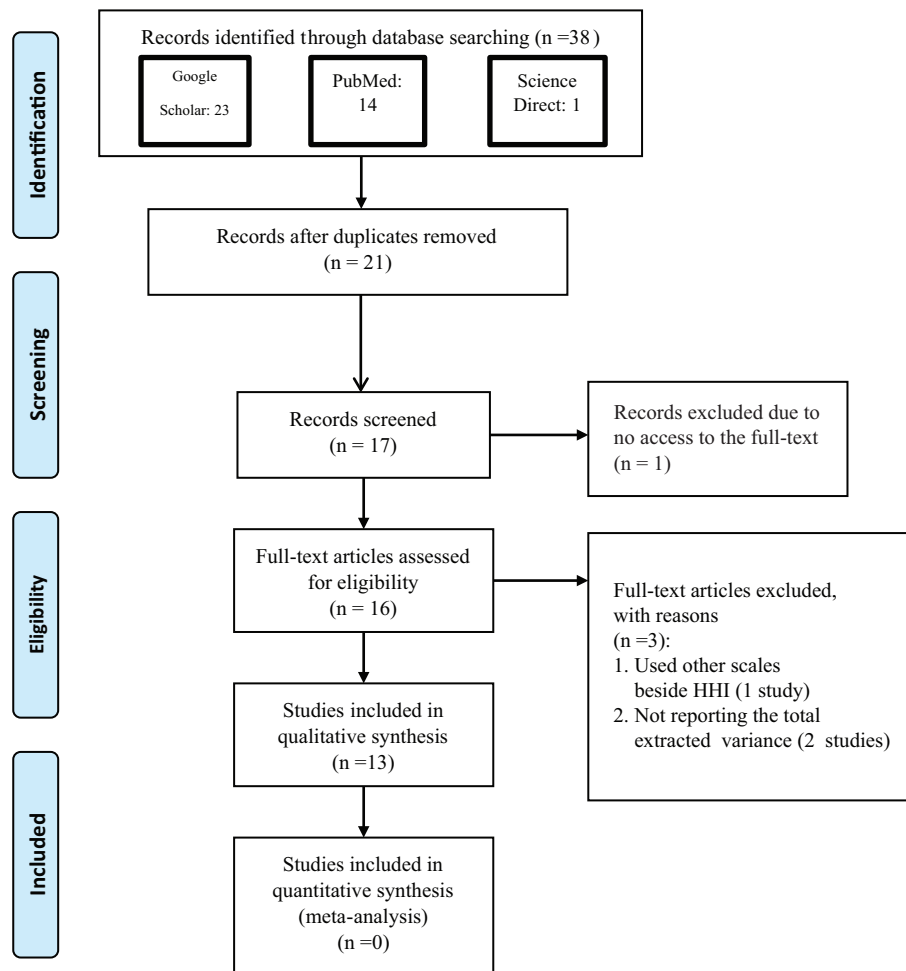 Identification
Records identified through database searching (n =38 )
Google
Scholar: 23
PubMed:
14
Science
Direct: 1
Records after duplicates removed
(n = 21)
Screening
Records screened
(n = 17)
Records excluded due to
no access to the full-text
(n = 1)
Eligibility
Full-text articles assessed
for eligibility
(n = 16)
Full-text articles excluded,
with reasons
(n =3):
1. Used other scales
beside HHI (1 study)
2. Not reporting the total
extracted variance (2 studies)
Studies included in
qualitative synthesis
(n =13)
Included
Studies included in
quantitative synthesis
(meta-analysis)
(n =0)